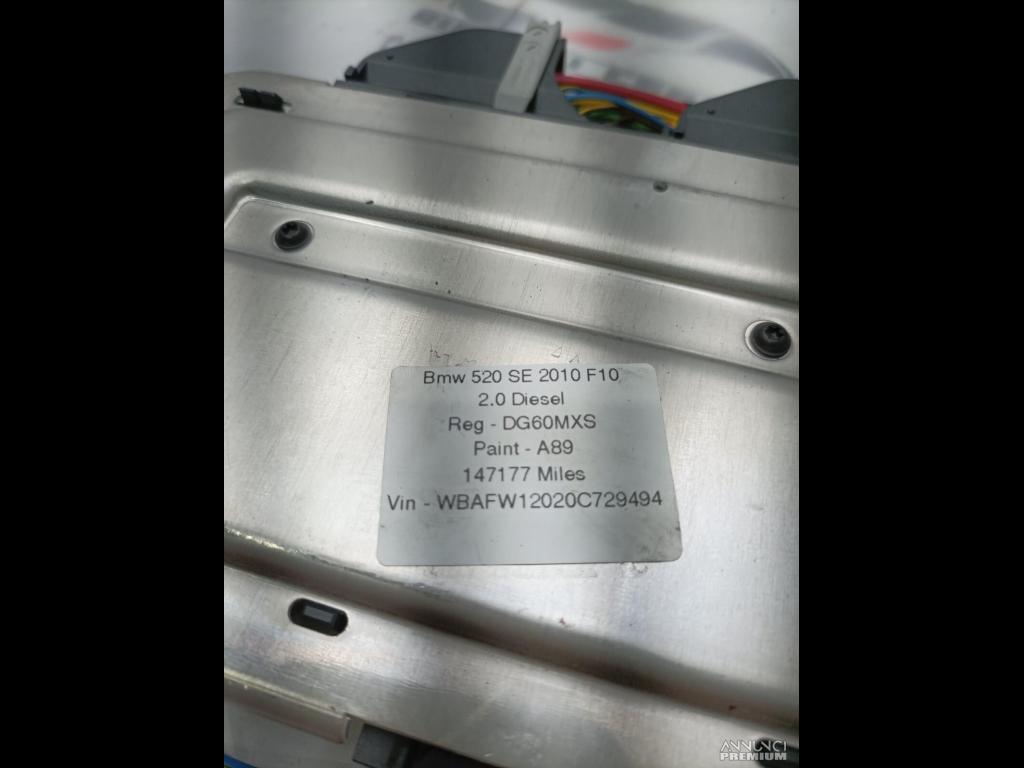 Bmw 520 SE 2010 F10
2.0 Diesel
Reg - DG60MXS
Paint - A89
147177 Miles
Vin - WBAFW12020C729494
ANNUNCI
PREMIUM